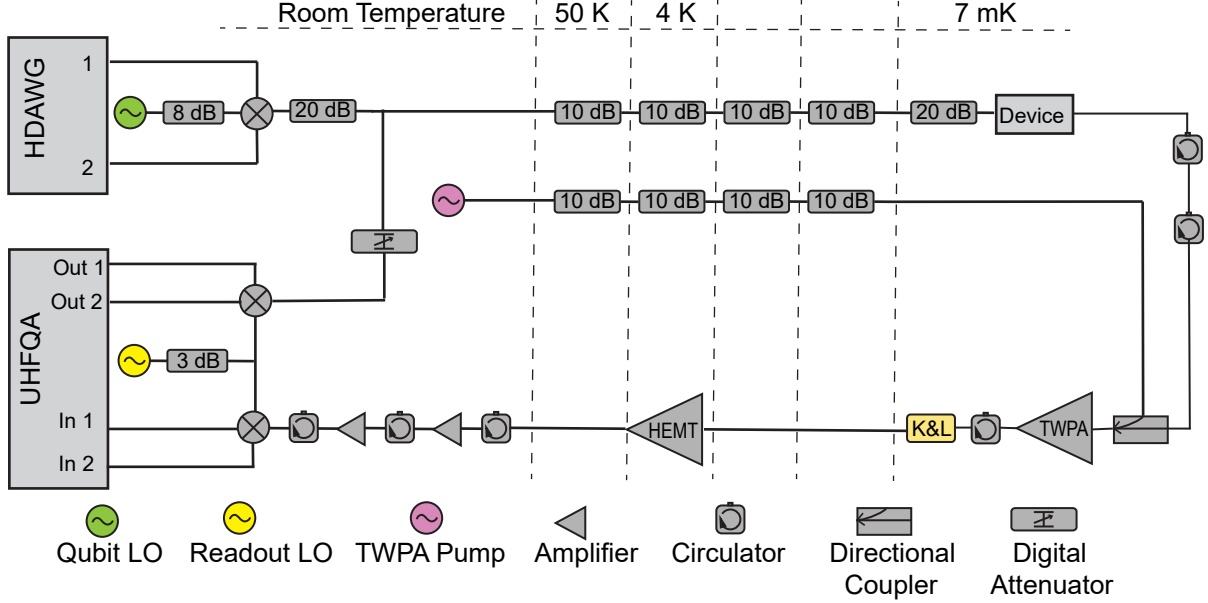 Room Temperature 50 K 4 K 7 mK
HDAWG
1
8 dB 20 dB 10 dB 10 dB 10 dB 10 dB 20 dB Device
2
10 dB 10 dB 10 dB 10 dB
UHFQA
Out 1
Out 2
3 dB
In 1
HEMT K&L TWPA
In 2
Qubit LO Readout LO TWPA Pump Amplifier Circulator Directional Digital
Coupler Attenuator